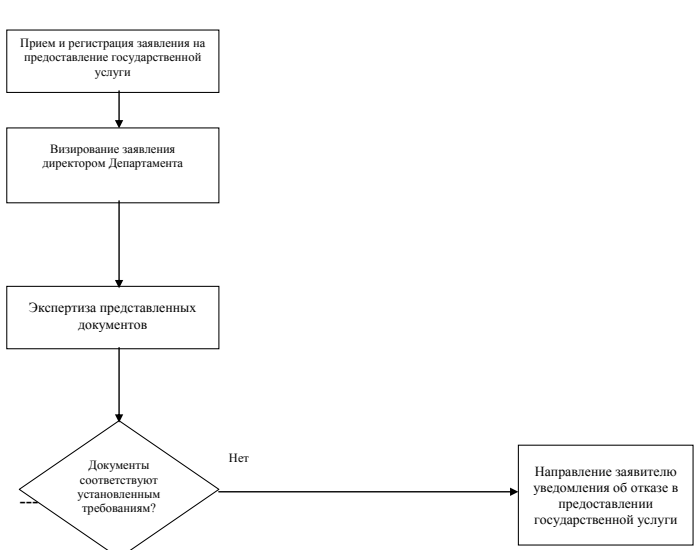 Прием и регистрация заявления на
предоставление государственной
услуги
Визирование заявления
директором Департамента
Экспертиза представленных
документов
Документы
соответствуют
установленным
требованиям?
Нет
Направление заявителю
уведомления об отказе в
предоставлении
государственной услуги